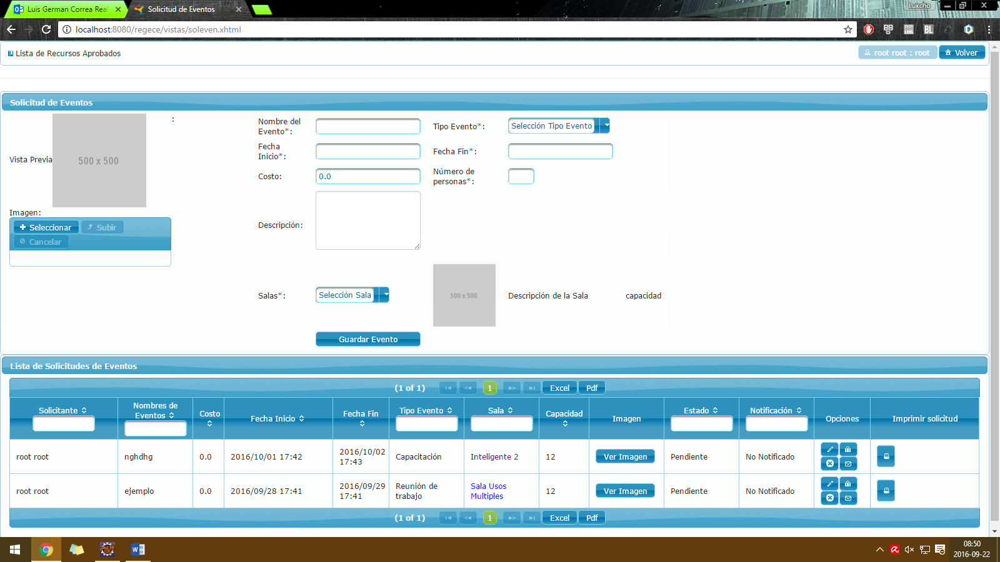 Luis German Correa Real
Solicitud de Eventos
Lukcho
localhost:8080/regece/vistas/soleven.xhtml
Lista de Recursos Aprobados
root root : root
Volver
Solicitud de Eventos
Vista Previa
500 x 500
:
Imagen:
Seleccionar
Subir
Cancelar
Nombre del
Evento*:
Tipo Evento*:
Selección Tipo Evento
Fecha
Inicio*:
Fecha Fin*:
Costo:
0.0
Número de
personas*:
Descripción:
Salas*:
Selección Sala
500 x 500
Descripción de la Sala
capacidad
Guardar Evento
Lista de Solicitudes de Eventos
(1 of 1) 1 Excel Pdf
Solicitante
Nombres de
Eventos
Costo
Fecha Inicio
Fecha Fin
Tipo Evento
Sala
Capacidad
Imagen
Estado
Notificación
Opciones
Imprimir solicitud
root root
nghdhg
0.0
2016/10/01 17:42
2016/10/02
17:43
Capacitación
Inteligente 2
12
Ver Imagen
Pendiente
No Notificado
root root
ejemplo
0.0
2016/09/28 17:41
2016/09/29
17:41
Reunión de
trabajo
Sala Usos
Multiples
12
Ver Imagen
Pendiente
No Notificado
(1 of 1) 1 Excel Pdf
08:50
2016-09-22